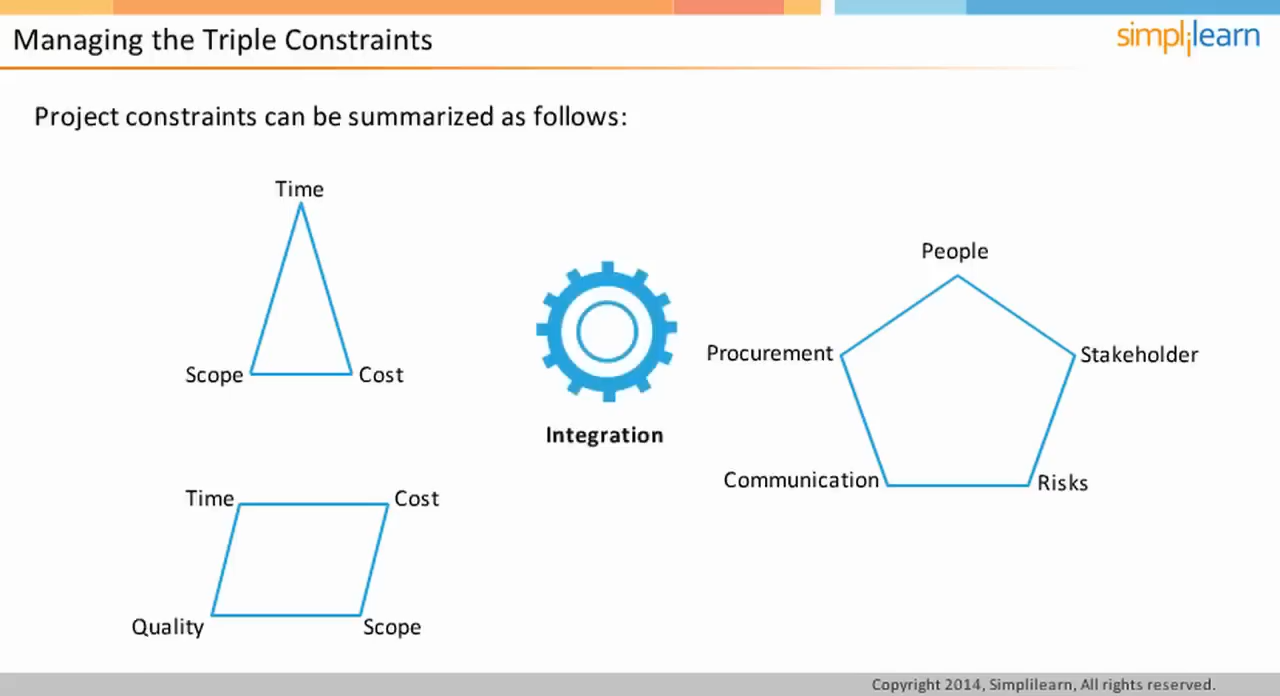 Managing the Triple Constraints
simplilearn
Project constraints can be summarized as follows:
Time
Scope
Cost
Time
Cost
Quality
Scope
Integration
People
Procurement
Stakeholder
Communication
Risks
Copyright 2014, Simplilearn, All rights reserved.